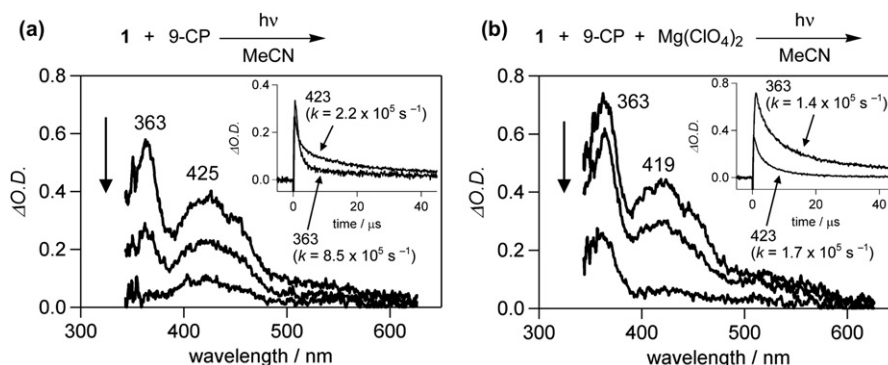 (a)
1 + 9-CP
hν
MeCN
ΔO.D.
0.8
0.6
0.4
0.2
0.0
363
425
300
400
500
600
wavelength / nm
ΔO.D.
0.4
0.2
0.0
423
(k = 2.2 x 10⁵ s⁻¹)
0
20
40
time / μs
363
(k = 8.5 x 10⁵ s⁻¹)
(b)
1 + 9-CP + Mg(ClO₄)₂
hν
MeCN
ΔO.D.
0.8
0.6
0.4
0.2
0.0
363
419
300
400
500
600
wavelength / nm
ΔO.D.
0.8
0.4
0.0
363
(k = 1.4 x 10⁵ s⁻¹)
0
20
40
time / μs
423
(k = 1.7 x 10⁵ s⁻¹)